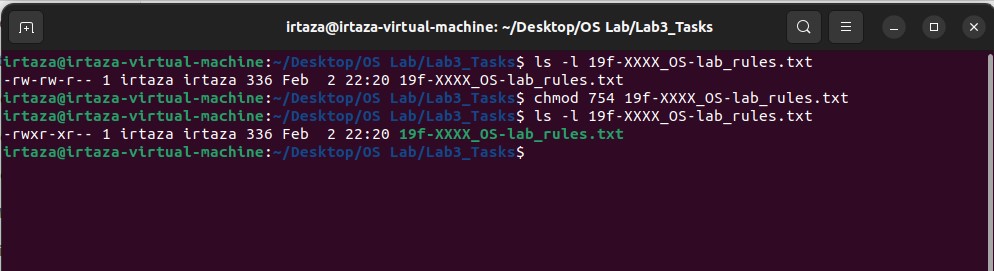 irtaza@irtaza-virtual-machine: ~/Desktop/OS Lab/Lab3_Tasks
irtaza@irtaza-virtual-machine:~/Desktop/OS Lab/Lab3_Tasks$ ls -l 19f-XXXX_OS-lab_rules.txt
-rw-rw-r-- 1 irtaza irtaza 336 Feb  2 22:20 19f-XXXX_OS-lab_rules.txt
irtaza@irtaza-virtual-machine:~/Desktop/OS Lab/Lab3_Tasks$ chmod 754 19f-XXXX_OS-lab_rules.txt
irtaza@irtaza-virtual-machine:~/Desktop/OS Lab/Lab3_Tasks$ ls -l 19f-XXXX_OS-lab_rules.txt
-rwxr-xr-- 1 irtaza irtaza 336 Feb  2 22:20 19f-XXXX_OS-lab_rules.txt
irtaza@irtaza-virtual-machine:~/Desktop/OS Lab/Lab3_Tasks$